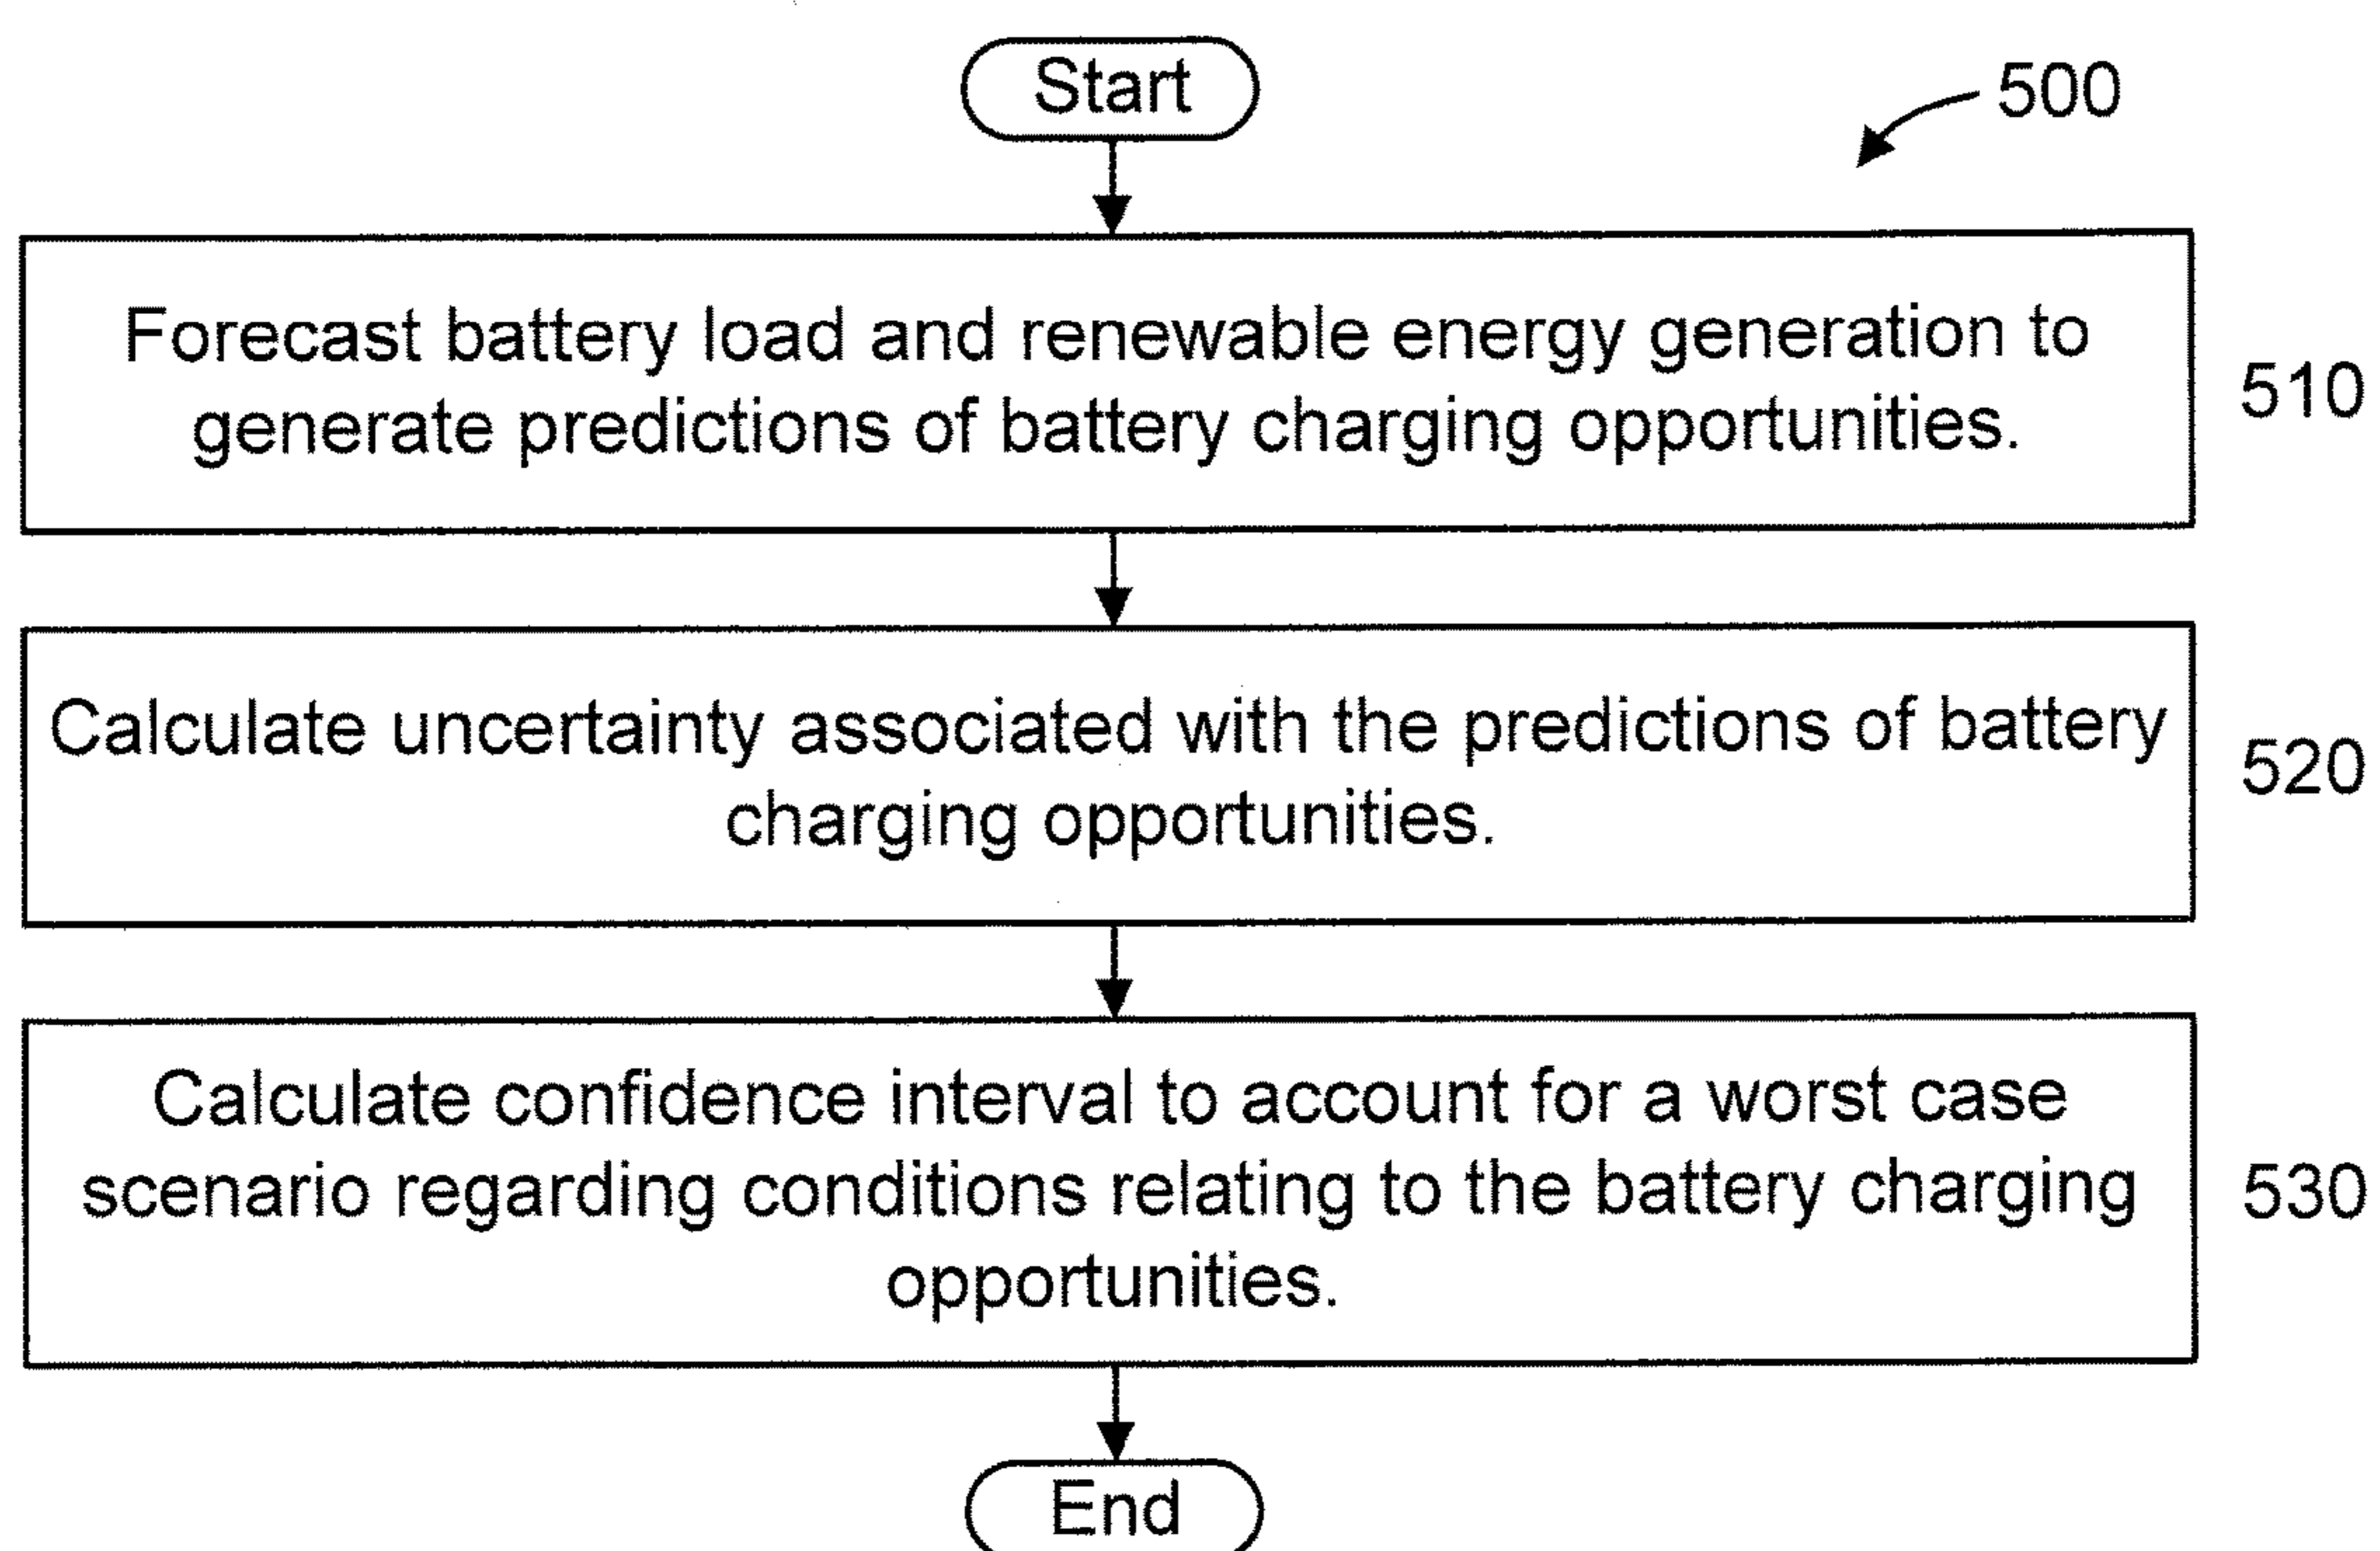 Start
500
Forecast battery load and renewable energy generation to
generate predictions of battery charging opportunities.
510
Calculate uncertainty associated with the predictions of battery
charging opportunities.
520
Calculate confidence interval to account for a worst case
scenario regarding conditions relating to the battery charging
opportunities.
530
End